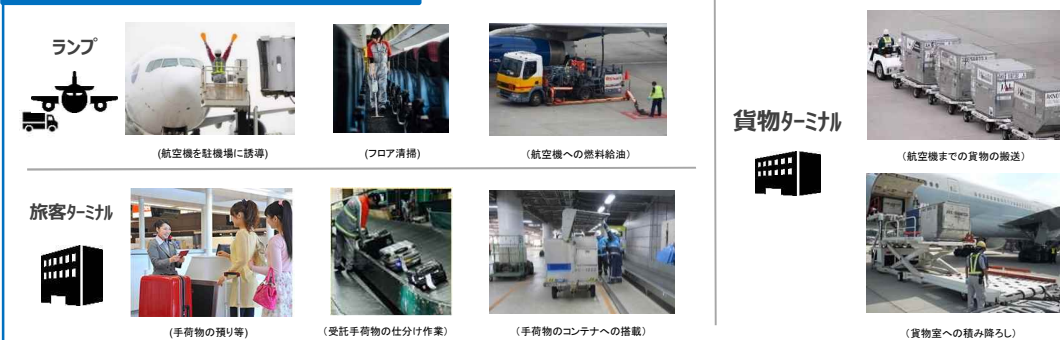 ランプ
(航空機を駐機場に誘導)
(フロア清掃)
(航空機への燃料給油)
旅客ターミナル
(手荷物の預り等)
(受託手荷物の仕分け作業)
(手荷物のコンテナへの搭載)
貨物ターミナル
(航空機までの貨物の搬送)
(貨物室への積み降ろし)